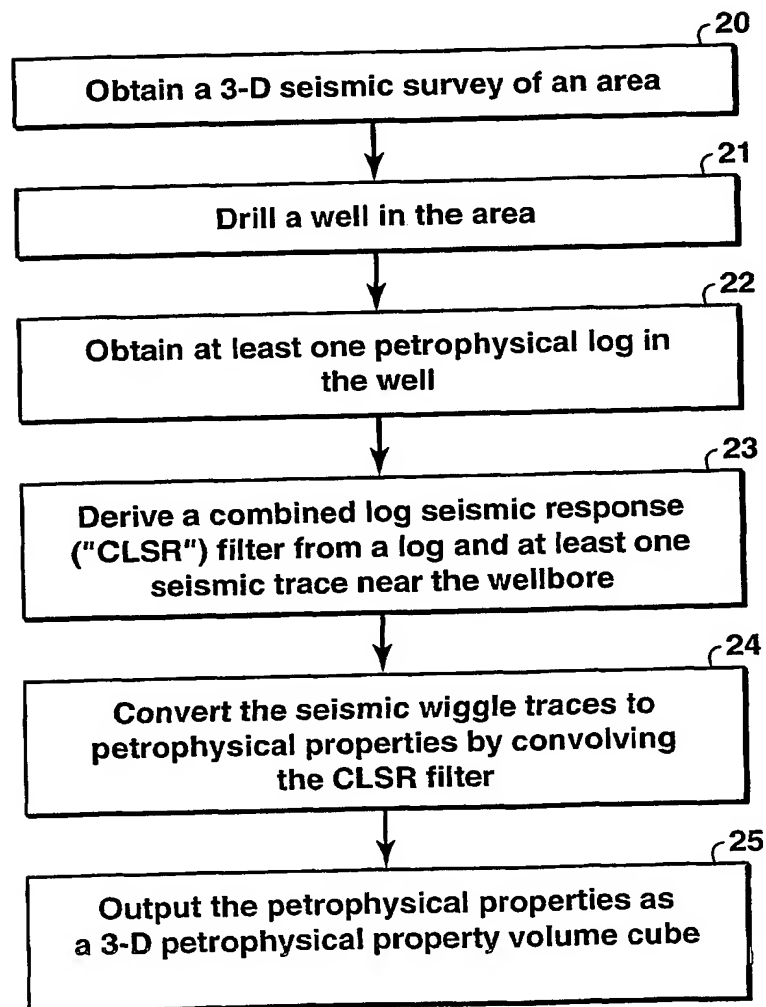 20
Obtain a 3-D seismic survey of an area
21
Drill a well in the area
22
Obtain at least one petrophysical log in
the well
23
Derive a combined log seismic response
("CLSR") filter from a log and at least one
seismic trace near the wellbore
24
Convert the seismic wiggle traces to
petrophysical properties by convolving
the CLSR filter
25
Output the petrophysical properties as
a 3-D petrophysical property volume cube